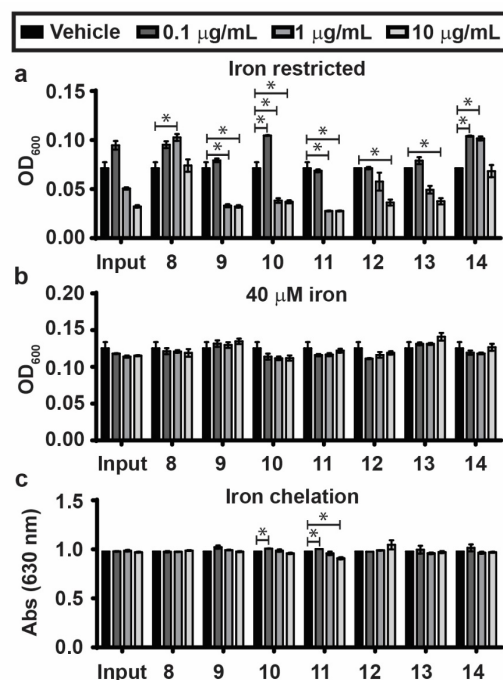 Vehicle 0.1 μg/mL 1 μg/mL 10 μg/mL
a Iron restricted
OD600
0.15
0.10
0.05
0.00
* * * * * * * * * * * *
Input 8 9 10 11 12 13 14
b 40 μM iron
OD600
0.20
0.15
0.10
0.05
0.00
Input 8 9 10 11 12 13 14
c Iron chelation
Abs (630 nm)
1.5
1.0
0.5
0.0
* * *
Input 8 9 10 11 12 13 14